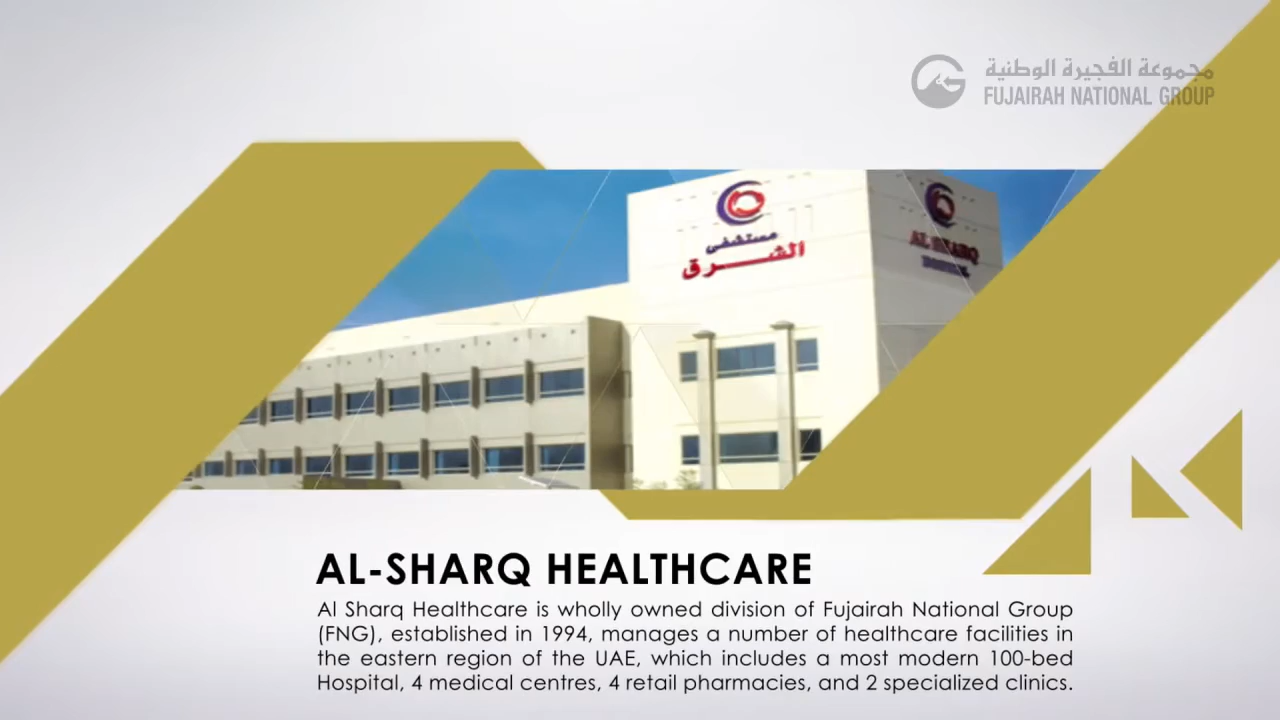 مجموعة الفجيرة الوطنية
FUJAIRAH NATIONAL GROUP
مستشفى
الشرق
AL SHARQ
HOSPITAL
AL-SHARQ HEALTHCARE
Al Sharq Healthcare is wholly owned division of Fujairah National Group
(FNG), established in 1994, manages a number of healthcare facilities in
the eastern region of the UAE, which includes a most modern 100-bed
Hospital, 4 medical centres, 4 retail pharmacies, and 2 specialized clinics.